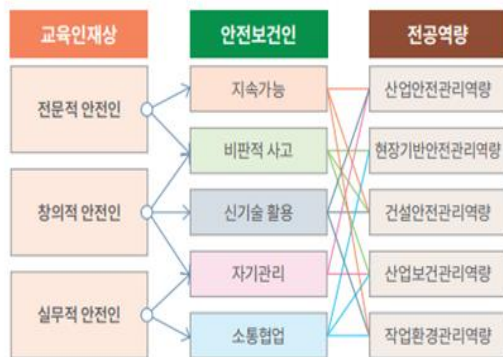 교육인재상
안전보건인
전공역량
전문적 안전인
창의적 안전인
실무적 안전인
지속가능
비판적 사고
신기술 활용
자기관리
소통협업
산업안전관리역량
현장기반안전관리역량
건설안전관리역량
산업보건관리역량
작업환경관리역량